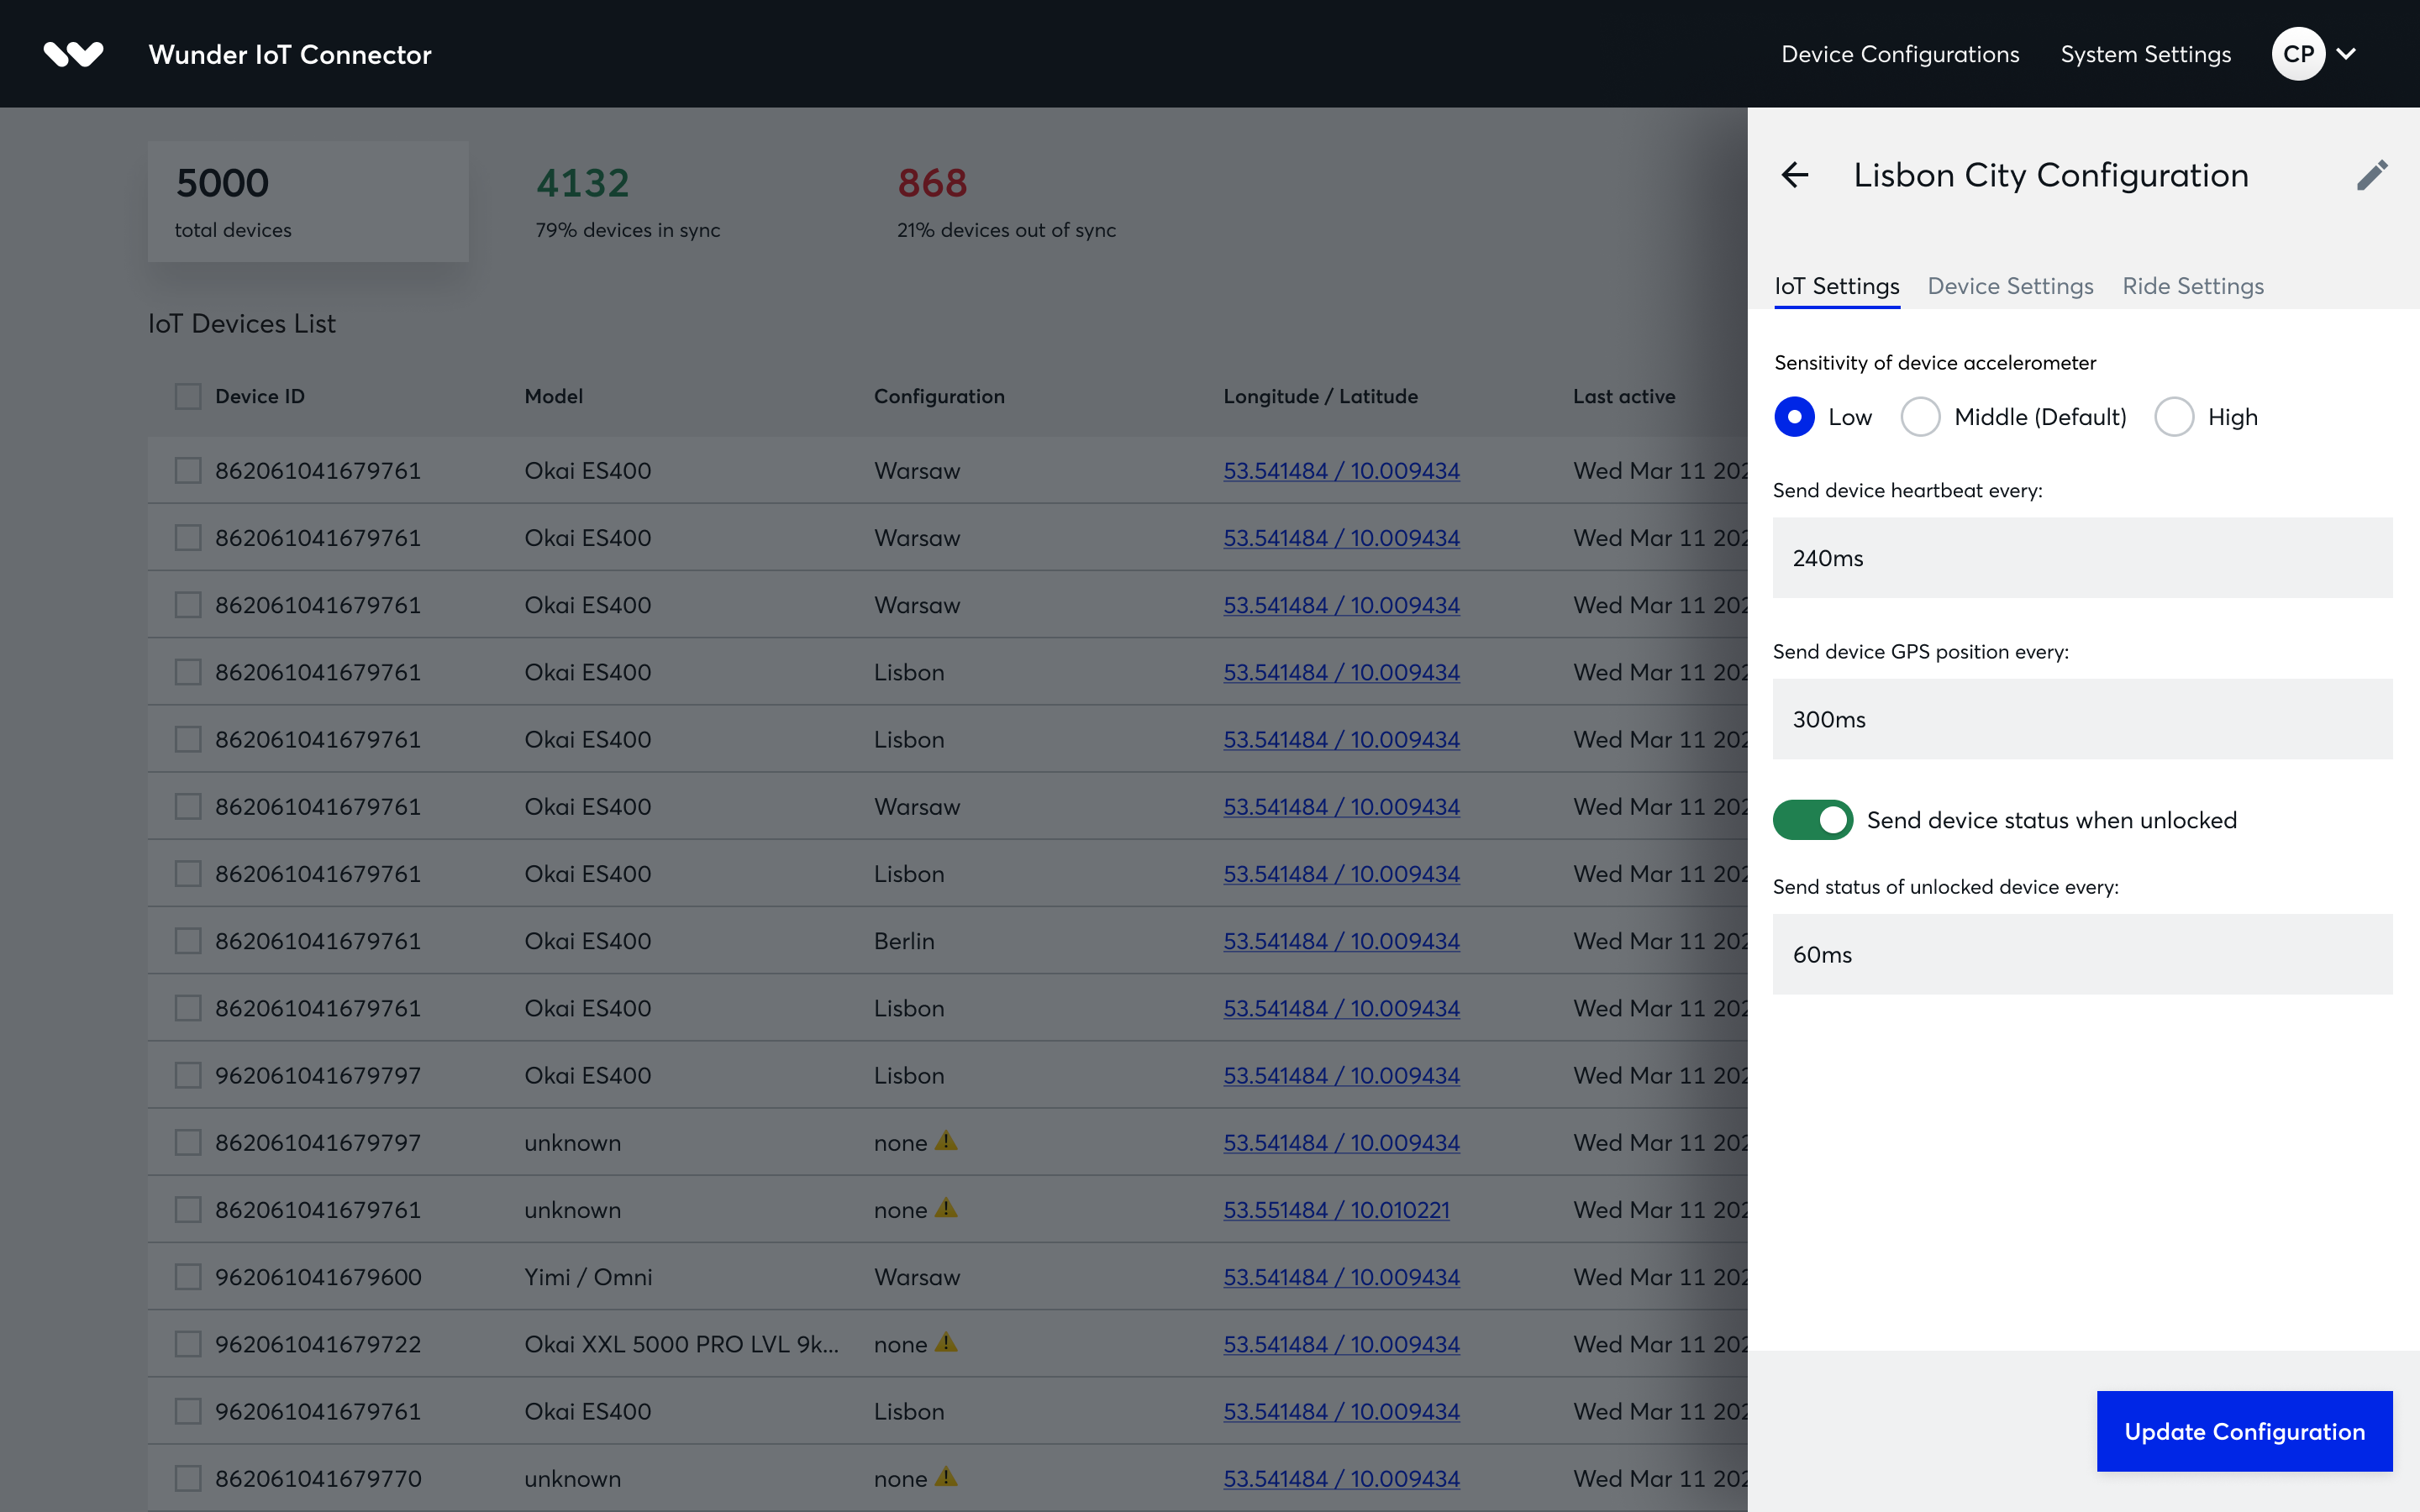 Wunder IoT Connector
Device Configurations
System Settings
CP
5000
total devices
4132
79% devices in sync
868
21% devices out of sync
IoT Devices List
Device ID Model Configuration Longitude / Latitude Last active
862061041679761 Okai ES400 Warsaw 53.541484 / 10.009434 Wed Mar 11 202
862061041679761 Okai ES400 Warsaw 53.541484 / 10.009434 Wed Mar 11 202
862061041679761 Okai ES400 Warsaw 53.541484 / 10.009434 Wed Mar 11 202
862061041679761 Okai ES400 Lisbon 53.541484 / 10.009434 Wed Mar 11 202
862061041679761 Okai ES400 Lisbon 53.541484 / 10.009434 Wed Mar 11 202
862061041679761 Okai ES400 Warsaw 53.541484 / 10.009434 Wed Mar 11 202
862061041679761 Okai ES400 Lisbon 53.541484 / 10.009434 Wed Mar 11 202
862061041679761 Okai ES400 Berlin 53.541484 / 10.009434 Wed Mar 11 202
862061041679761 Okai ES400 Lisbon 53.541484 / 10.009434 Wed Mar 11 202
962061041679797 Okai ES400 Lisbon 53.541484 / 10.009434 Wed Mar 11 202
862061041679797 unknown none 53.541484 / 10.009434 Wed Mar 11 202
862061041679761 unknown none 53.551484 / 10.010221 Wed Mar 11 202
962061041679600 Yimi / Omni Warsaw 53.541484 / 10.009434 Wed Mar 11 202
962061041679722 Okai XXL 5000 PRO LVL 9k... none 53.541484 / 10.009434 Wed Mar 11 202
962061041679761 Okai ES400 Lisbon 53.541484 / 10.009434 Wed Mar 11 202
862061041679770 unknown none 53.541484 / 10.009434 Wed Mar 11 202
Lisbon City Configuration
IoT Settings Device Settings Ride Settings
Sensitivity of device accelerometer
Low Middle (Default) High
Send device heartbeat every:
240ms
Send device GPS position every:
300ms
Send device status when unlocked
Send status of unlocked device every:
60ms
Update Configuration